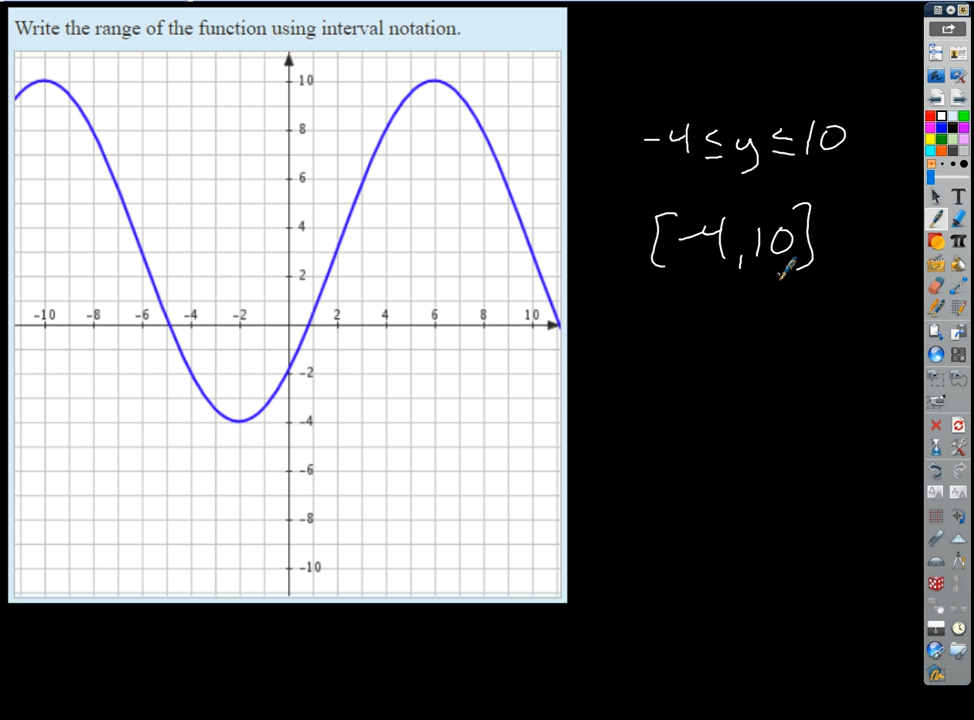 Write the range of the function using interval notation.
10
8
6
4
2
-10 -8 -6 -4 -2 2 4 6 8 10
-2
-4
-6
-8
-10
-4 ≤ y ≤ 10
[-4, 10]
T
π